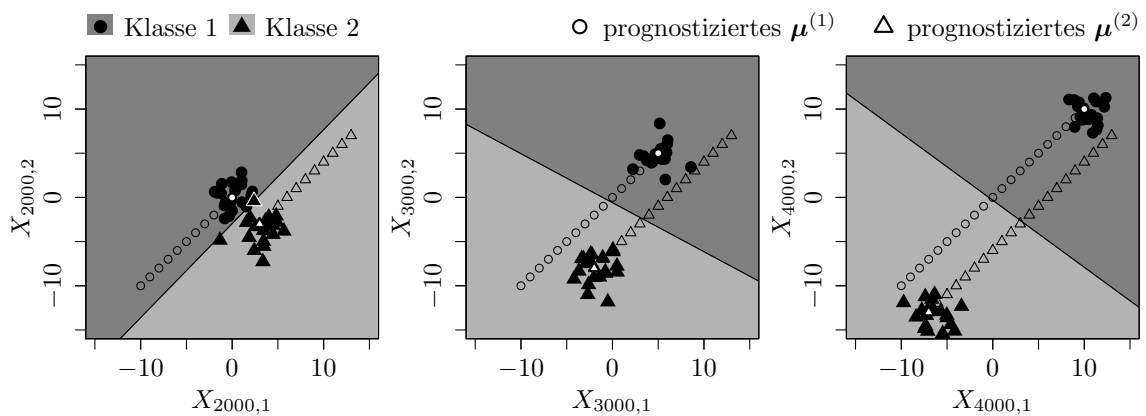 Klasse 1 Klasse 2 prognostiziertes μ^(1) prognostiziertes μ^(2)
X_2000,2
10
0
−10
−10 0 10
X_2000,1
X_3000,2
10
0
−10
−10 0 10
X_3000,1
X_4000,2
10
0
−10
−10 0 10
X_4000,1